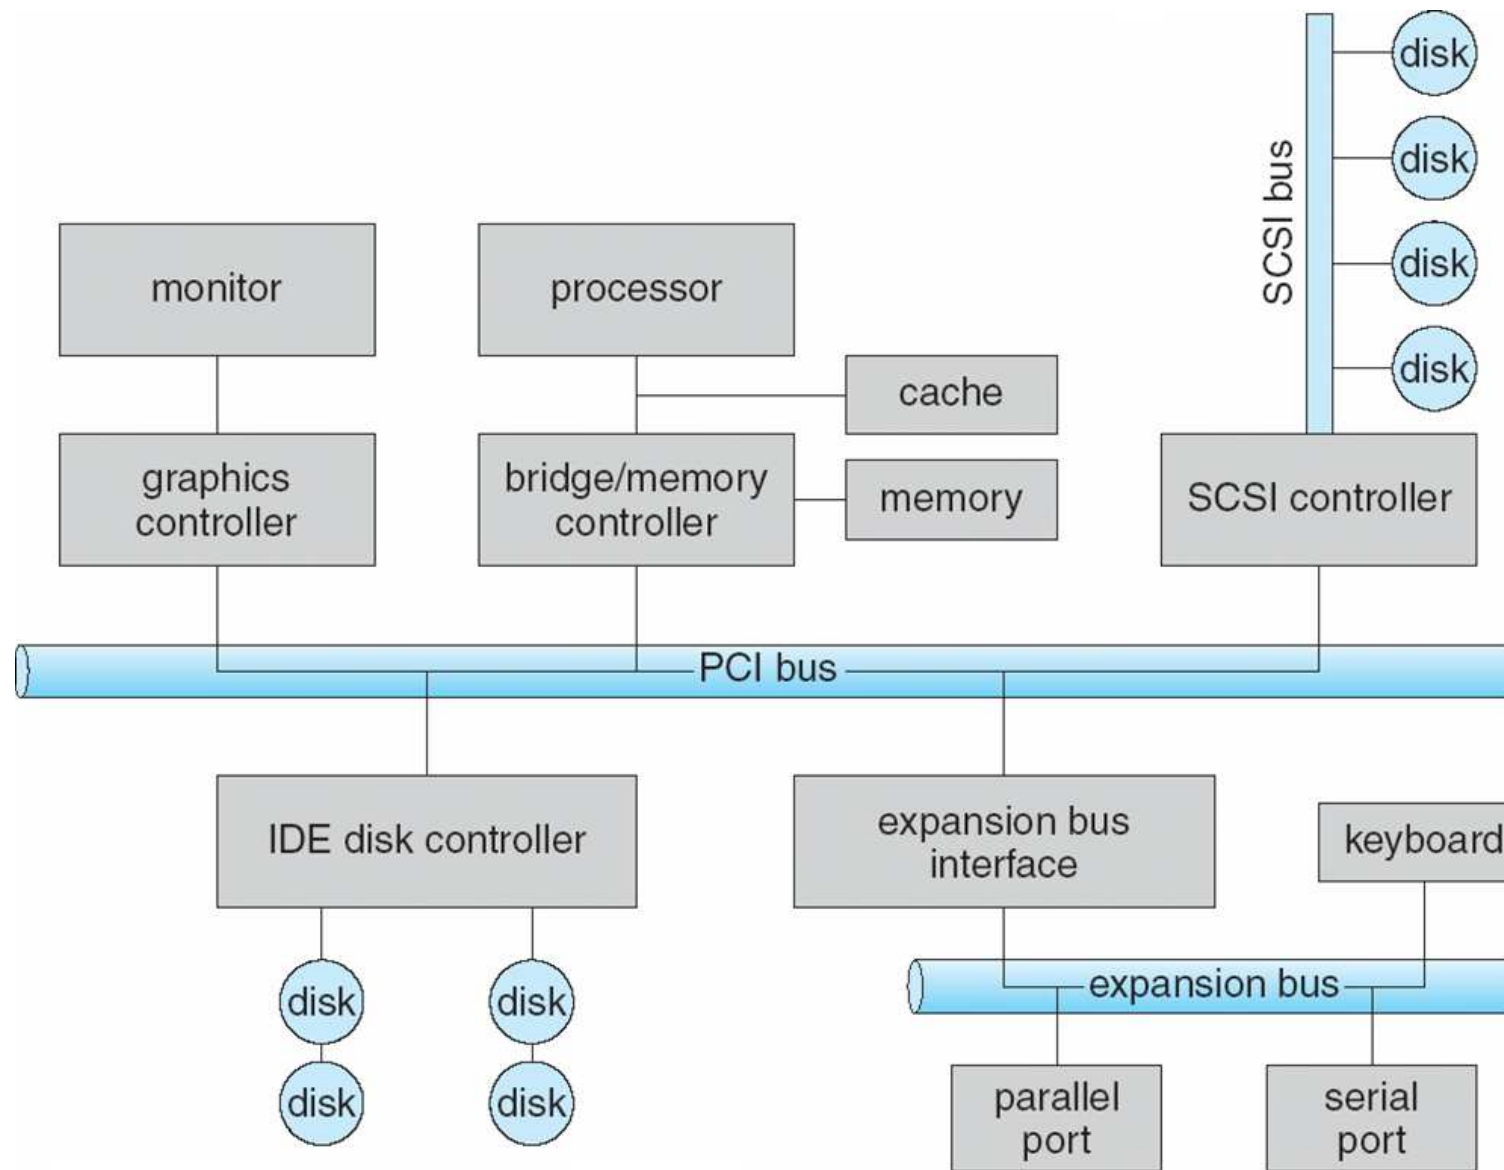 disk
disk
SCSI bus
disk
disk
monitor
processor
cache
graphics
controller
bridge/memory
controller
memory
SCSI controller
PCI bus
IDE disk controller
expansion bus
interface
keyboard
disk
disk
expansion bus
disk
disk
parallel
port
serial
port